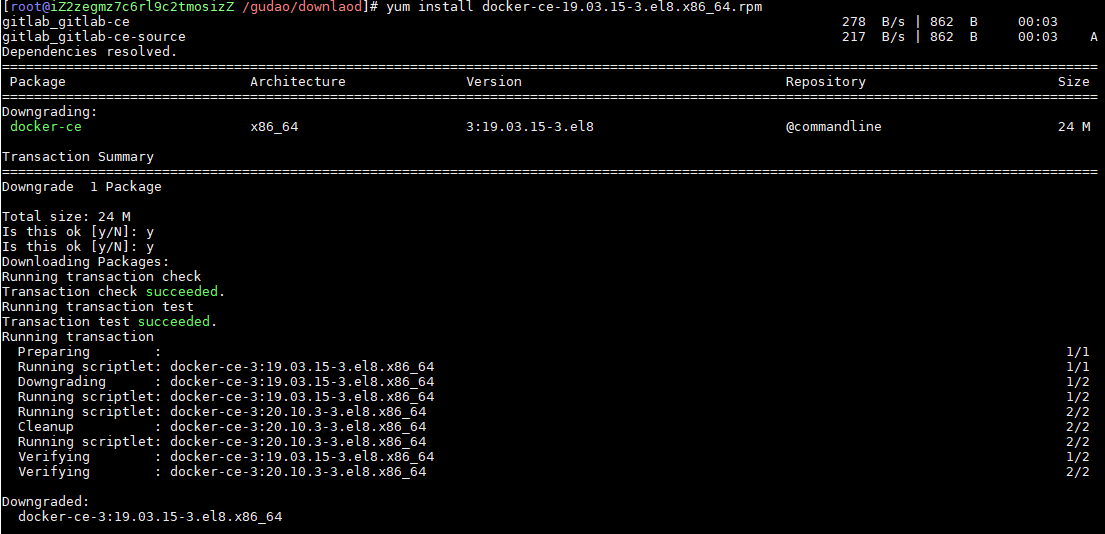 [root@iZ2zegmz7c6rl9c2tmosizZ /gudao/downlaod]# yum install docker-ce-19.03.15-3.el8.x86_64.rpm
gitlab_gitlab-ce 278 B/s | 862 B 00:03
gitlab_gitlab-ce-source 217 B/s | 862 B 00:03 A
Dependencies resolved.
================================================================================
Package Architecture Version Repository Size
================================================================================
Downgrading:
docker-ce x86_64 3:19.03.15-3.el8 @commandline 24 M
Transaction Summary
================================================================================
Downgrade 1 Package
Total size: 24 M
Is this ok [y/N]: y
Is this ok [y/N]: y
Downloading Packages:
Running transaction check
Transaction check succeeded.
Running transaction test
Transaction test succeeded.
Running transaction
Preparing : 1/1
Running scriptlet: docker-ce-3:19.03.15-3.el8.x86_64 1/1
Downgrading : docker-ce-3:19.03.15-3.el8.x86_64 1/2
Running scriptlet: docker-ce-3:19.03.15-3.el8.x86_64 1/2
Running scriptlet: docker-ce-3:20.10.3-3.el8.x86_64 2/2
Cleanup : docker-ce-3:20.10.3-3.el8.x86_64 2/2
Running scriptlet: docker-ce-3:20.10.3-3.el8.x86_64 2/2
Verifying : docker-ce-3:19.03.15-3.el8.x86_64 1/2
Verifying : docker-ce-3:20.10.3-3.el8.x86_64 2/2
Downgraded:
docker-ce-3:19.03.15-3.el8.x86_64